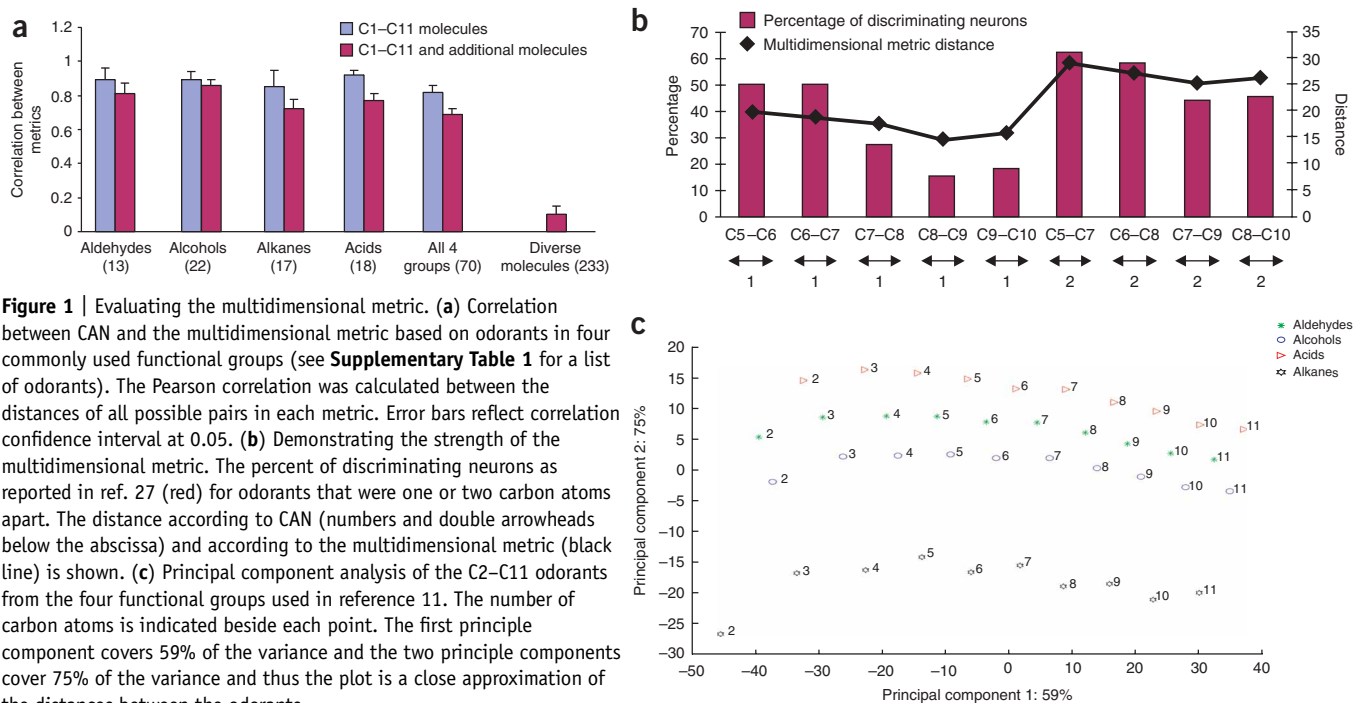 a
1.2
1
0.8
0.6
0.4
0.2
0
Correlation between
metrics
C1–C11 molecules
C1–C11 and additional molecules
Aldehydes
(13)
Alcohols
(22)
Alkanes
(17)
Acids
(18)
All 4
groups (70)
Diverse
molecules (233)
Figure 1 | Evaluating the multidimensional metric. (a) Correlation
between CAN and the multidimensional metric based on odorants in four
commonly used functional groups (see Supplementary Table 1 for a list
of odorants). The Pearson correlation was calculated between the
distances of all possible pairs in each metric. Error bars reflect correlation
confidence interval at 0.05. (b) Demonstrating the strength of the
multidimensional metric. The percent of discriminating neurons as
reported in ref. 27 (red) for odorants that were one or two carbon atoms
apart. The distance according to CAN (numbers and double arrowheads
below the abscissa) and according to the multidimensional metric (black
line) is shown. (c) Principal component analysis of the C2–C11 odorants
from the four functional groups used in reference 11. The number of
carbon atoms is indicated beside each point. The first principle
component covers 59% of the variance and the two principle components
cover 75% of the variance and thus the plot is a close approximation of
the distances between the odorants
b
Percentage of discriminating neurons
Multidimensional metric distance
70
60
50
40
30
20
10
0
Percentage
35
30
25
20
15
10
5
0
Distance
C5–C6 C6–C7 C7–C8 C8–C9 C9–C10 C5–C7 C6–C8 C7–C9 C8–C10
1 1 1 1 1 2 2 2 2
c
Aldehydes
Alcohols
Acids
Alkanes
20
15
10
5
0
–5
–10
–15
–20
–25
–30
Principal component 2: 75%
2 3 4 5 6 7 8 9 10 11
2 3 4 5 6 7 8 9 10 11
2 3 4 5 6 7 8 9 10 11
2 3 4 5 6 7 8 9 10 11
–50 –40 –30 –20 –10 0 10 20 30 40
Principal component 1: 59%